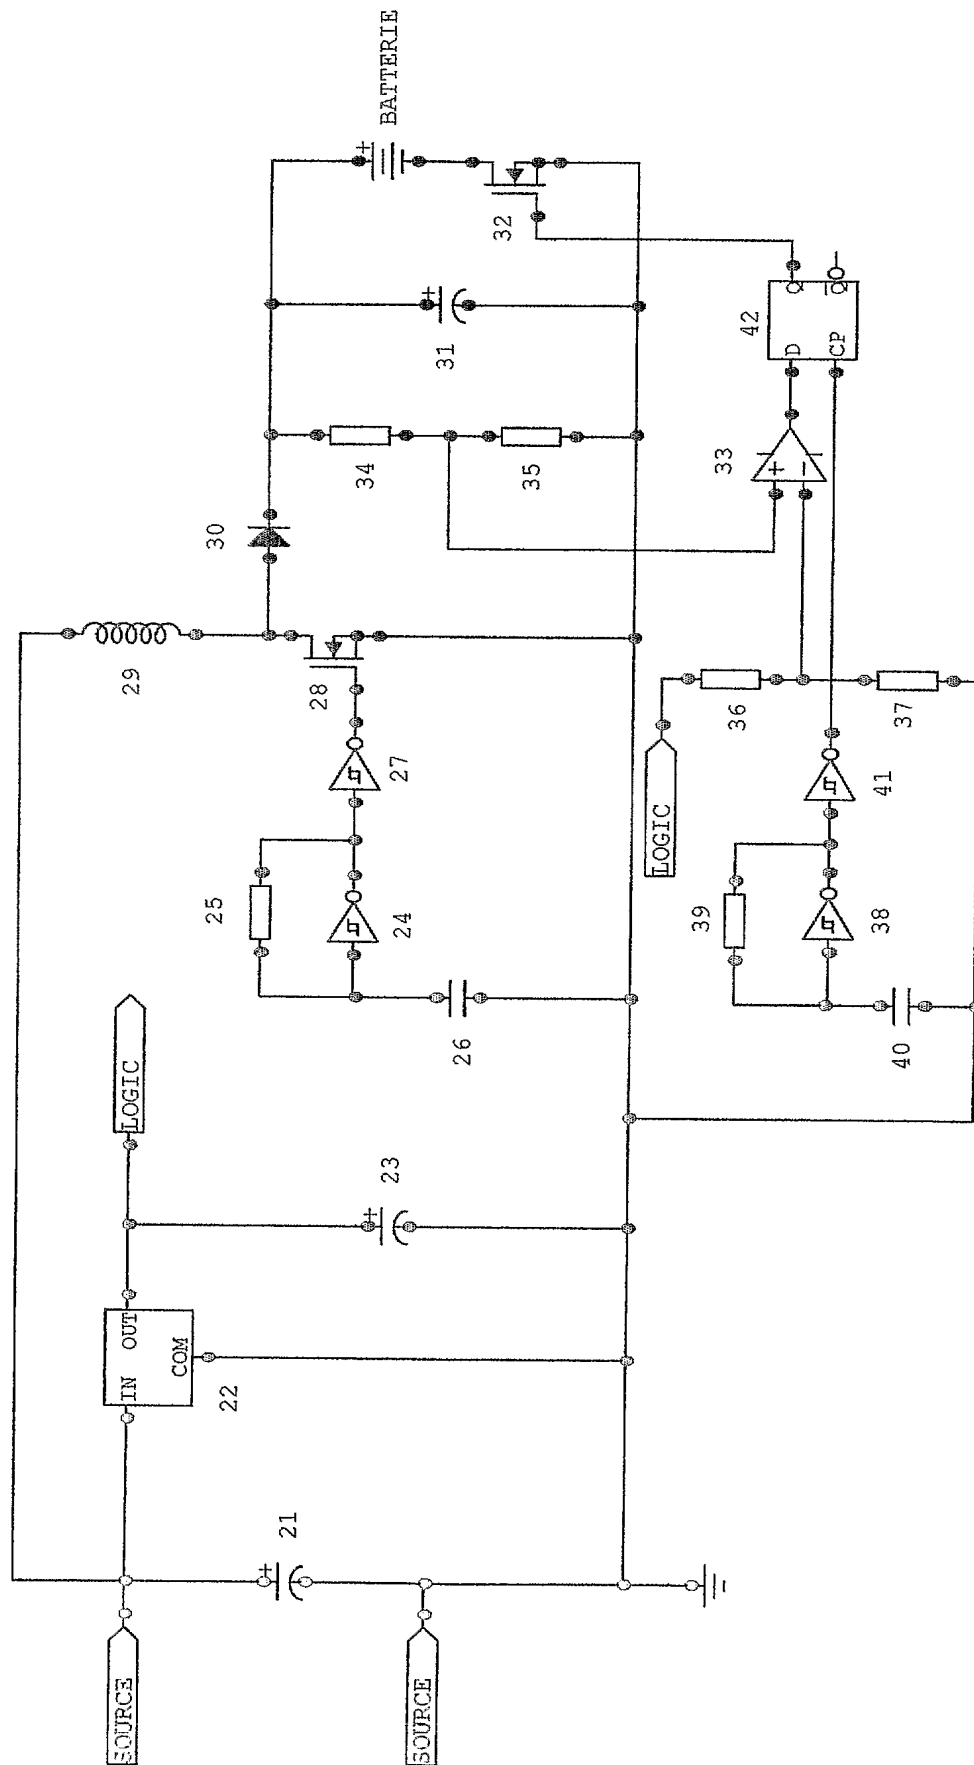 SOURCE
SOURCE
21
IN
OUT
COM
22
23
LOGIC
24
25
26
27
28
29
30
31
32
BATTERIE
33
34
35
LOGIC
36
37
38
39
40
41
42
D
CP
Q
Q
+
-
+
+
+
+